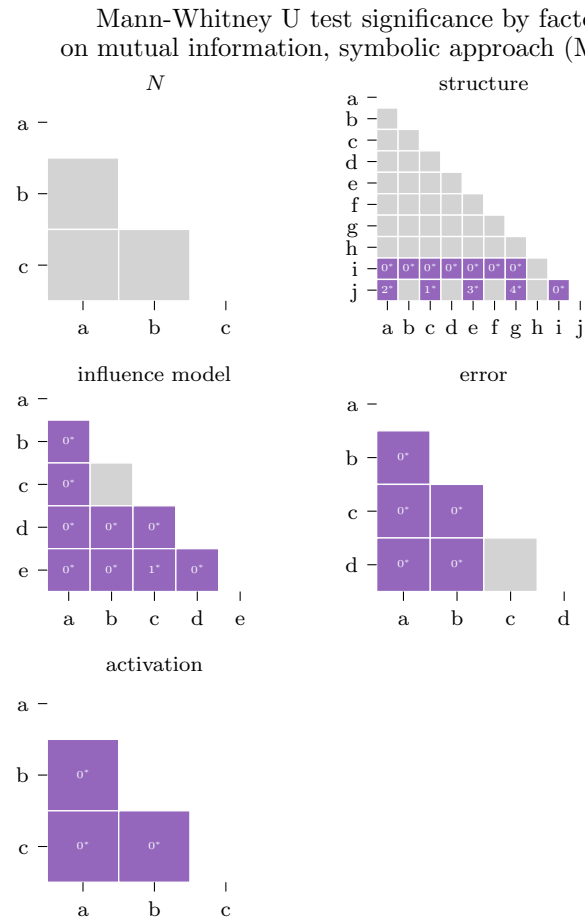 Mann-Whitney U test significance by facto
on mutual information, symbolic approach (M
N
structure
a
b
c
a b c
a
b
c
d
e
f
g
h
i 0* 0* 0* 0* 0* 0* 0*
j 2* 1* 3* 4* 0*
a b c d e f g h i j
influence model
error
a
b 0*
c 0*
d 0* 0* 0*
e 0* 0* 1* 0*
a b c d e
a
b 0*
c 0* 0*
d 0* 0*
a b c d
activation
a
b 0*
c 0* 0*
a b c